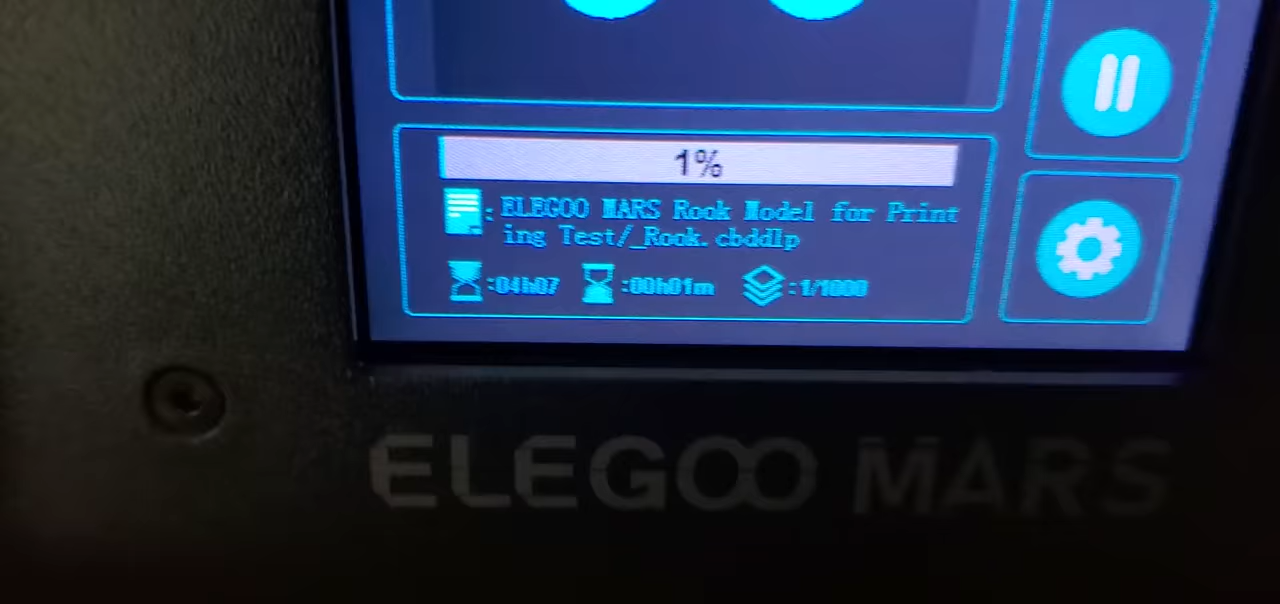 1%
: ELEGOO MARS Rook Model for Print
ing Test/_Rook.cbddlp
:04h07 :00h01m :1/1000
ELEGOO MARS